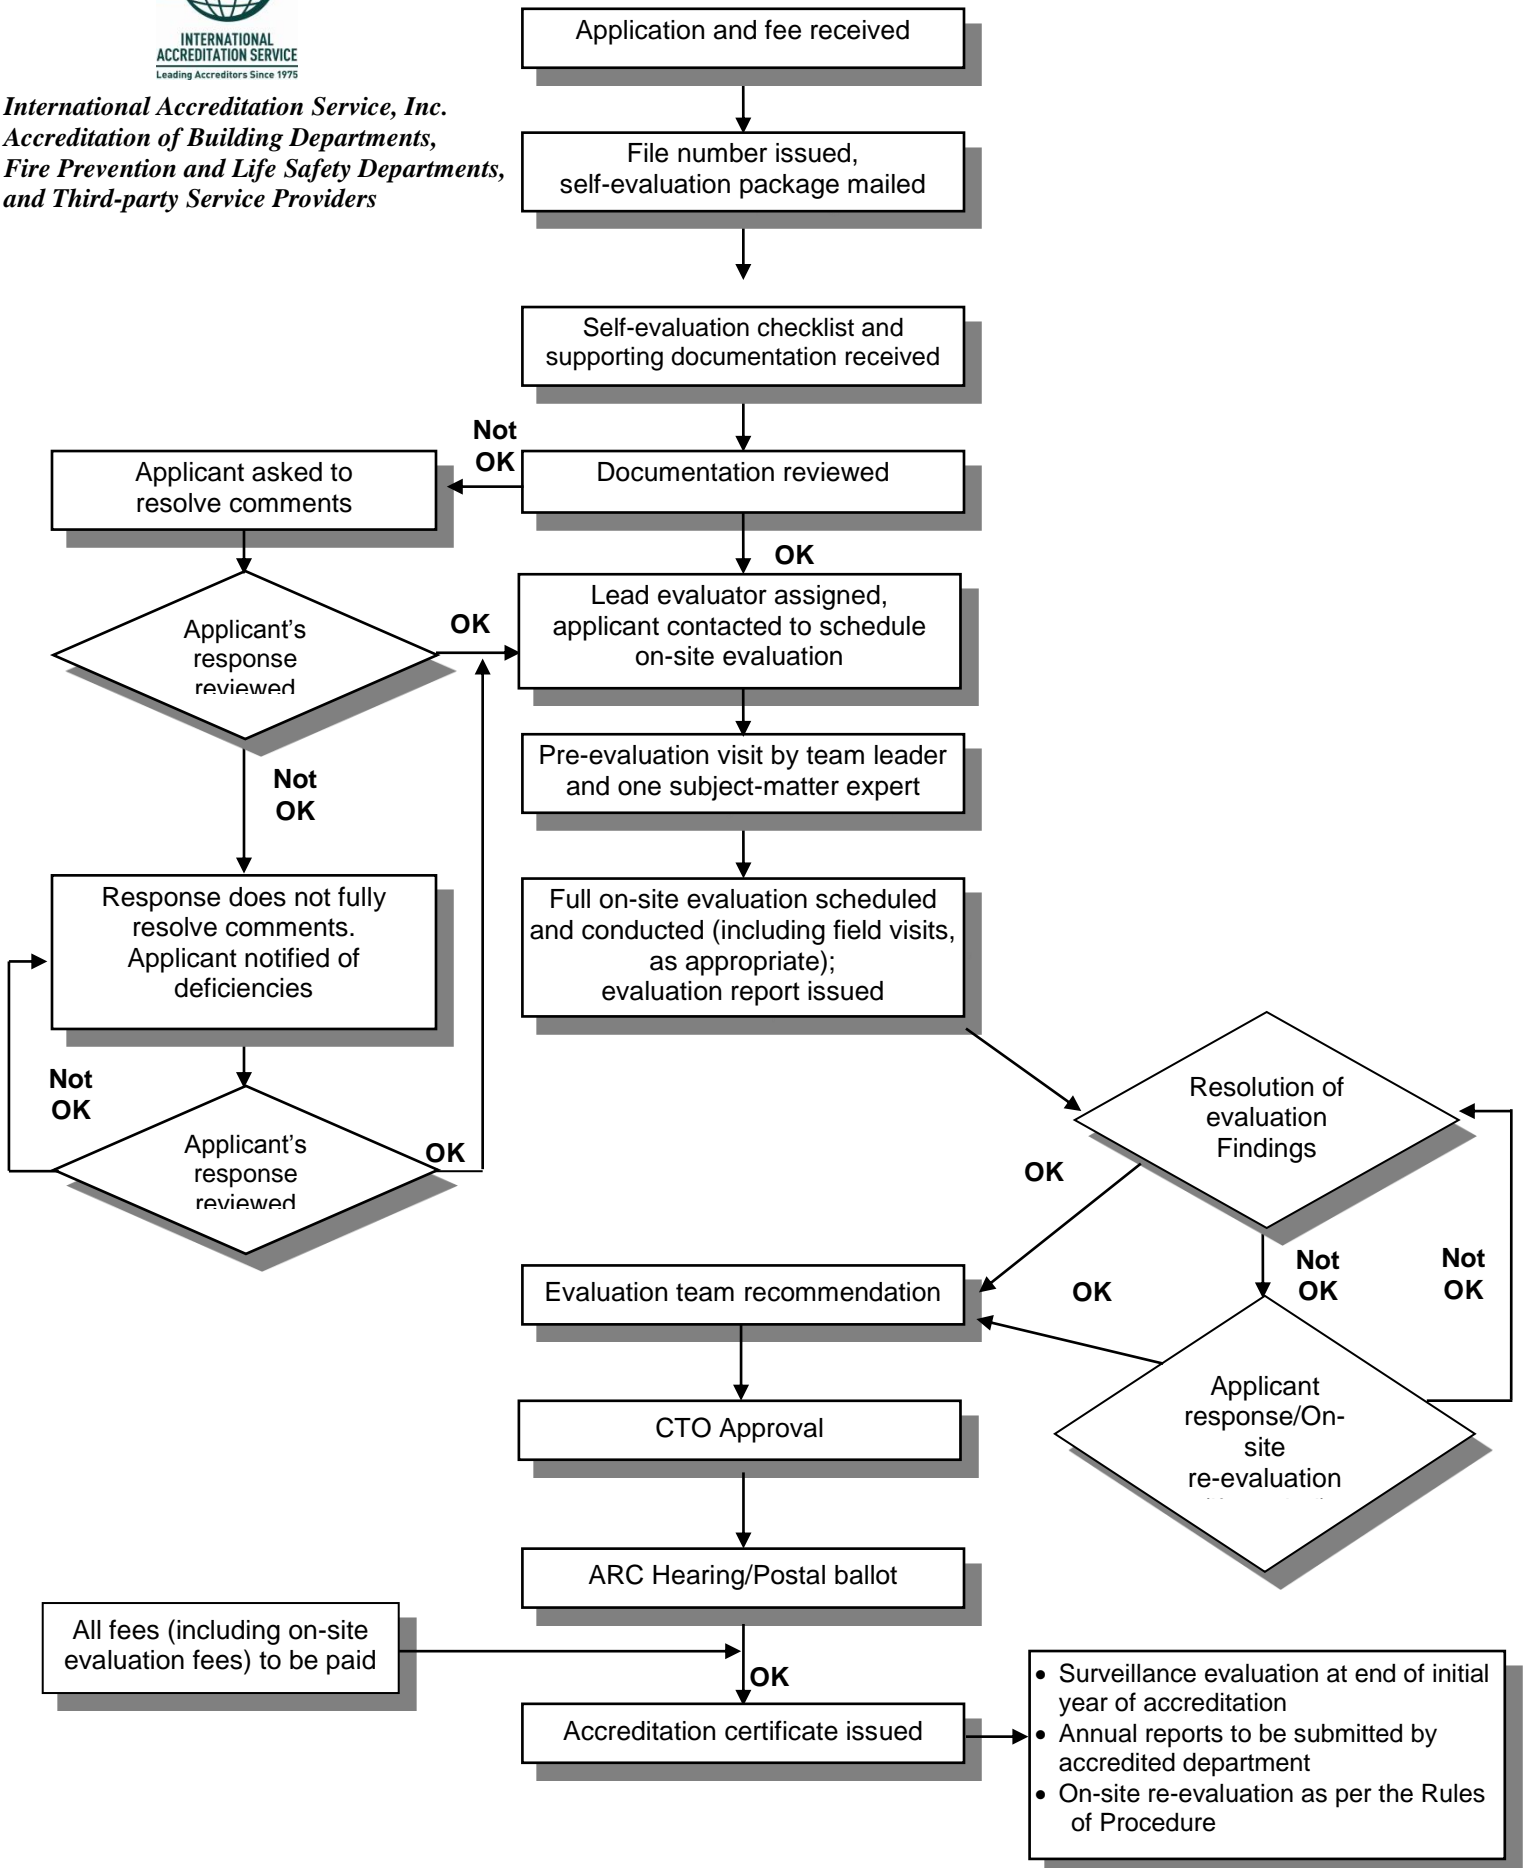 INTERNATIONAL
ACCREDITATION SERVICE
Leading Accreditors Since 1975
International Accreditation Service, Inc.
Accreditation of Building Departments,
Fire Prevention and Life Safety Departments,
and Third-party Service Providers
Application and fee received
File number issued,
self-evaluation package mailed
Self-evaluation checklist and
supporting documentation received
Not
OK
Documentation reviewed
Applicant asked to
resolve comments
OK
Lead evaluator assigned,
applicant contacted to schedule
on-site evaluation
Applicant's
response
reviewed
OK
Not
OK
Pre-evaluation visit by team leader
and one subject-matter expert
Full on-site evaluation scheduled
and conducted (including field visits,
as appropriate);
evaluation report issued
Response does not fully
resolve comments.
Applicant notified of
deficiencies
Not
OK
Applicant's
response
reviewed
OK
Resolution of
evaluation
Findings
OK
Not
OK
Not
OK
OK
Evaluation team recommendation
Applicant
response/On-
site
re-evaluation
CTO Approval
ARC Hearing/Postal ballot
All fees (including on-site
evaluation fees) to be paid
OK
Accreditation certificate issued
• Surveillance evaluation at end of initial
year of accreditation
• Annual reports to be submitted by
accredited department
• On-site re-evaluation as per the Rules
of Procedure